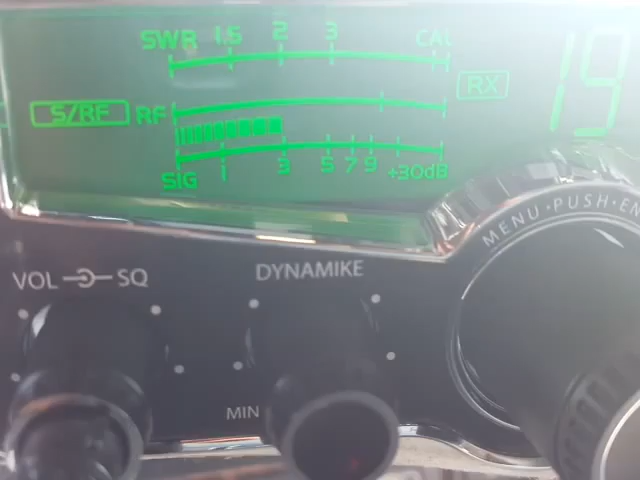 SWR 1.5 2 3 CAL
RX
19
S/RF RF
SIG 1 3 5 7 9 +30dB
MENU·PUSH·EN
VOL SQ
DYNAMIKE
MIN